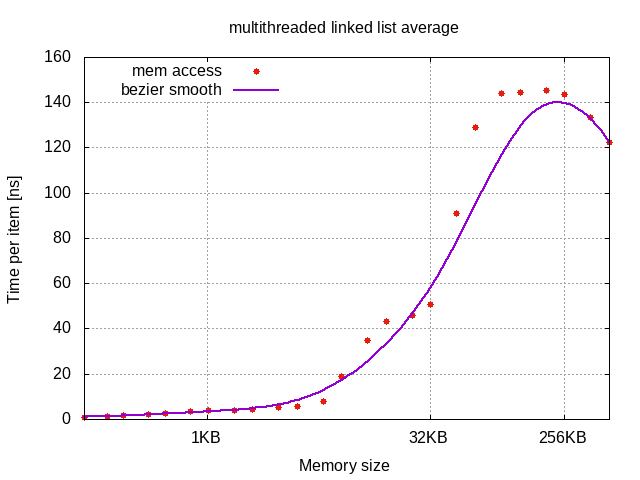 multithreaded linked list average
160
140
120
100
80
60
40
20
0
mem access
bezier smooth
Time per item [ns]
1KB
32KB
256KB
Memory size